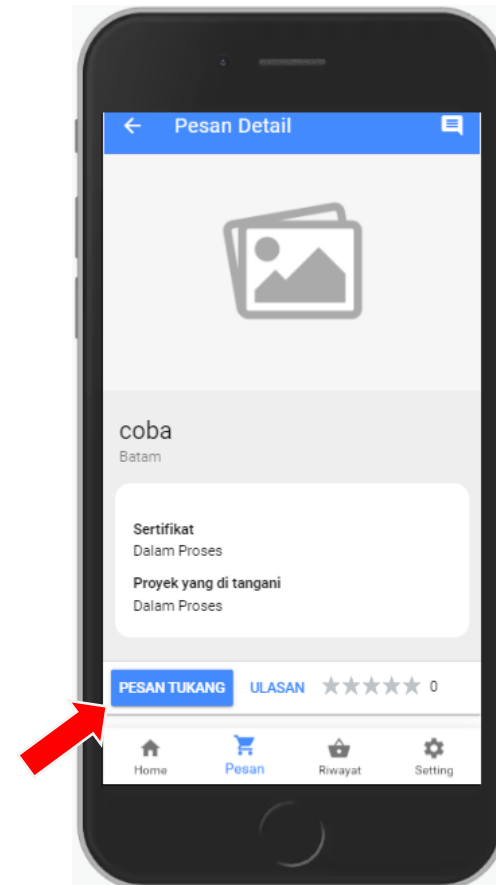 Pesan Detail
coba
Batam
Sertifikat
Dalam Proses
Proyek yang di tangani
Dalam Proses
PESAN TUKANG ULASAN 0
Home Pesan Riwayat Setting